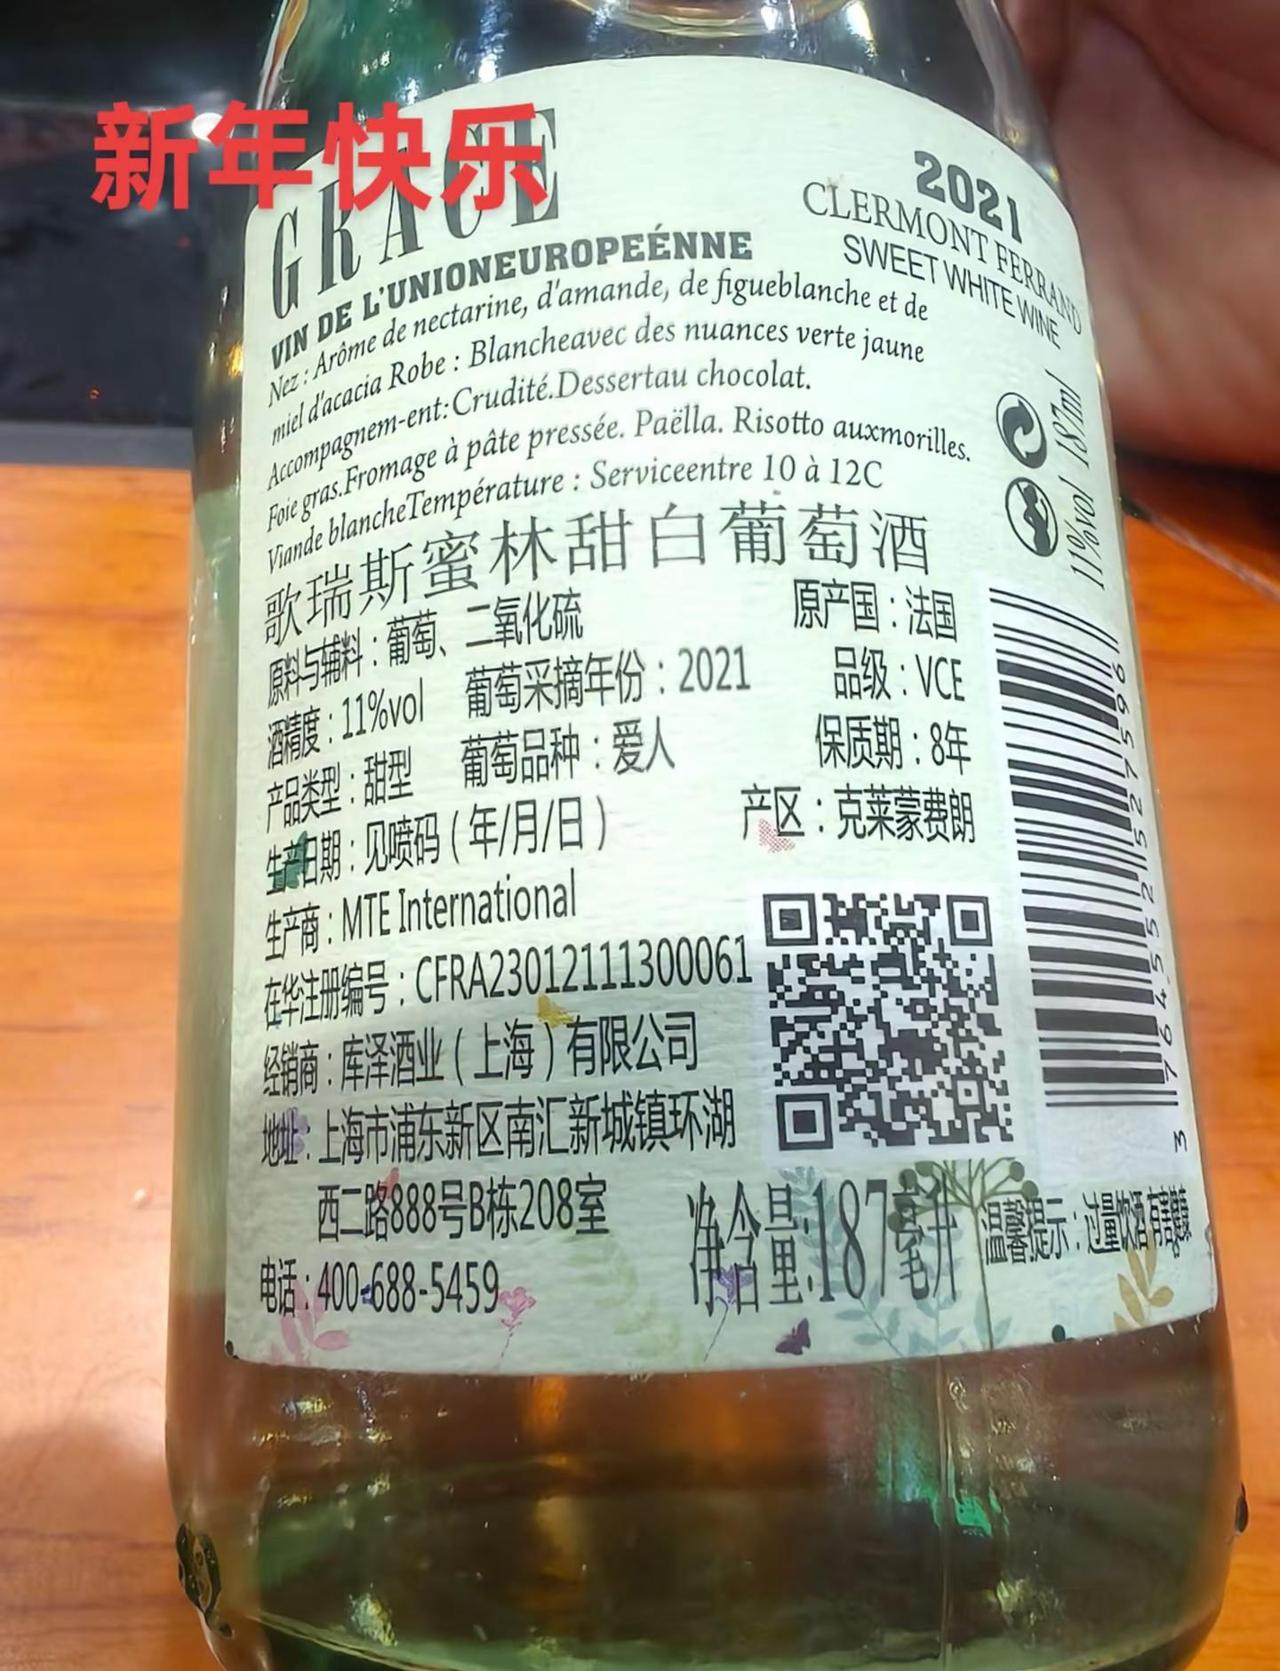 新年快乐
GRACE
VIN DE L'UNIONEUROPEÉNNE
2021
CLERMONT FERRAND
SWEET WHITE WINE
Nez : Arôme de nectarine, d'amande, de figueblanche et de
miel d'acacia Robe : Blancheavec des nuances verte jaune
Accompagnem-ent:Crudité.Dessertau chocolat.
Foie gras.Fromage à pâte pressée. Paëlla. Risotto auxmorilles.
Viande blancheTempérature : Serviceentre 10 à 12C
11%vol 187ml
歌瑞斯蜜林甜白葡萄酒
原料与辅料：葡萄、二氧化硫 原产国：法国
酒精度：11%vol 葡萄采摘年份：2021 品级：VCE
产品类型：甜型 葡萄品种：爱人 保质期：8年
生产日期：见喷码（年/月/日） 产区：克莱蒙费朗
生产商：MTE International
在华注册编号：CFRA23012111300061
经销商：库泽酒业（上海）有限公司
地址：上海市浦东新区南汇新城镇环湖
西二路888号B栋208室
电话：400-688-5459
净含量:187毫升
温馨提示：过量饮酒有害健康
3 764552 527596